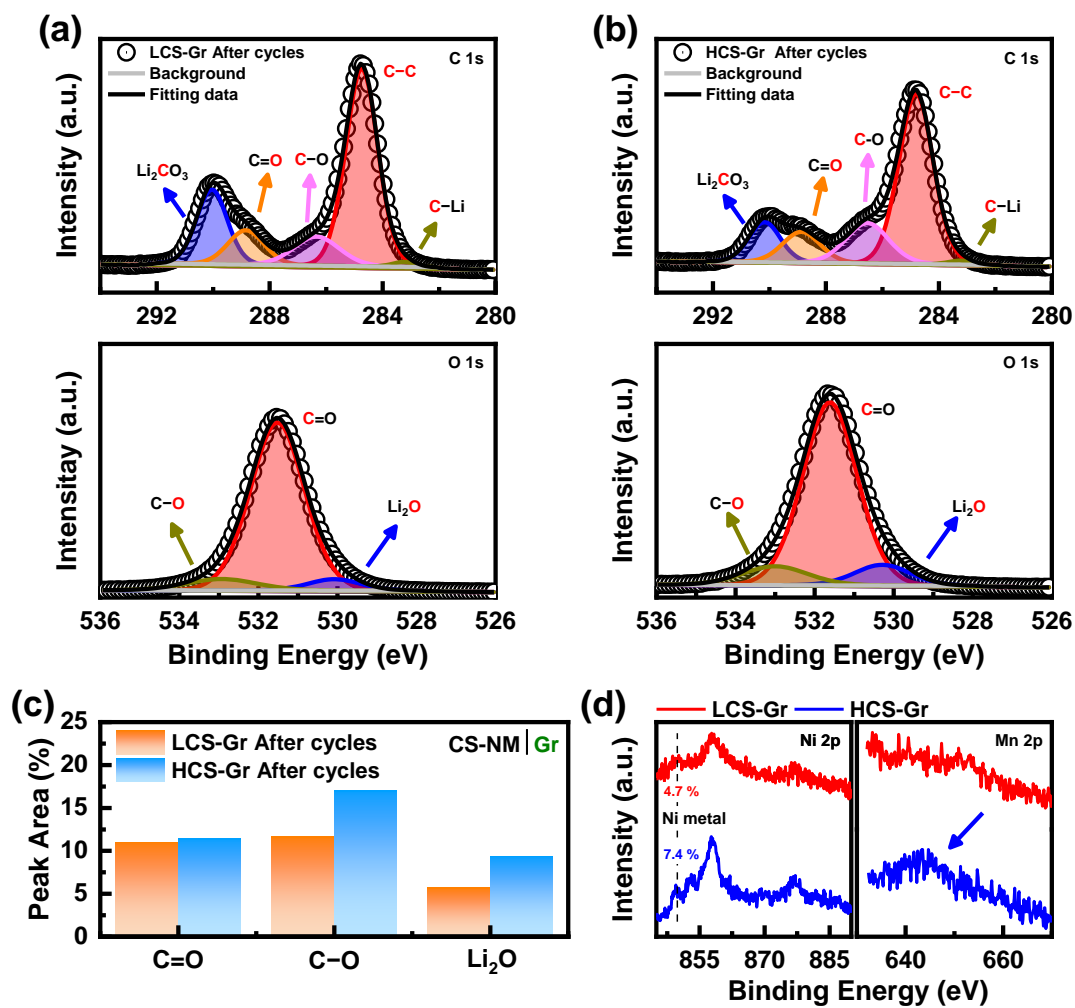 (a)
LCS-Gr After cycles
Background
Fitting data
C 1s
C−C
Li2CO3
C=O
C−O
C−Li
Intensity (a.u.)
292 288 284 280
O 1s
C=O
C−O
Li2O
Intensitay (a.u.)
536 534 532 530 528 526
Binding Energy (eV)
(b)
HCS-Gr After cycles
Background
Fitting data
C 1s
C−C
Li2CO3
C=O
C-O
C−Li
Intensity (a.u.)
292 288 284 280
O 1s
C=O
C−O
Li2O
Intensity (a.u.)
536 534 532 530 528 526
Binding Energy (eV)
(c)
LCS-Gr After cycles
HCS-Gr After cycles
CS-NM | Gr
Peak Area (%)
25
20
15
10
5
0
C=O C−O Li2O
(d)
LCS-Gr HCS-Gr
Ni 2p
Mn 2p
4.7 %
Ni metal
7.4 %
Intensity (a.u.)
855 870 885 640 660
Binding Energy (eV)